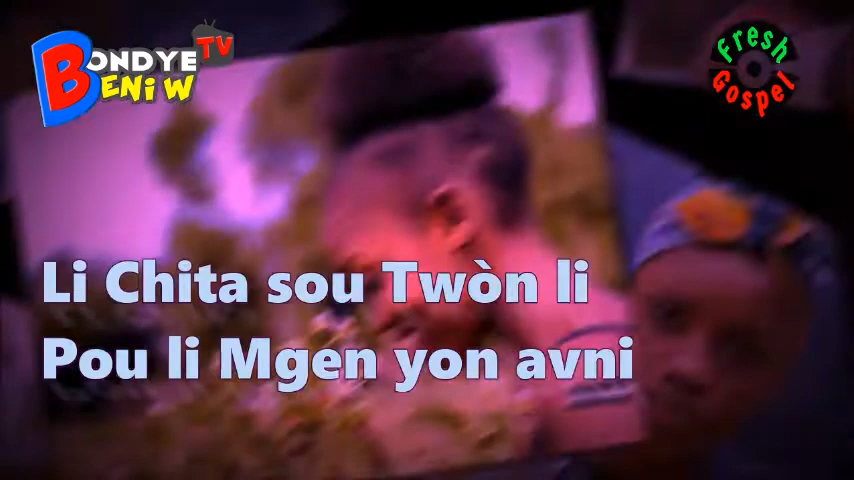 BONDYE TV
BENi W
Fresh
Gospel
Li Chita sou Twòn li
Pou li Mgen yon avni